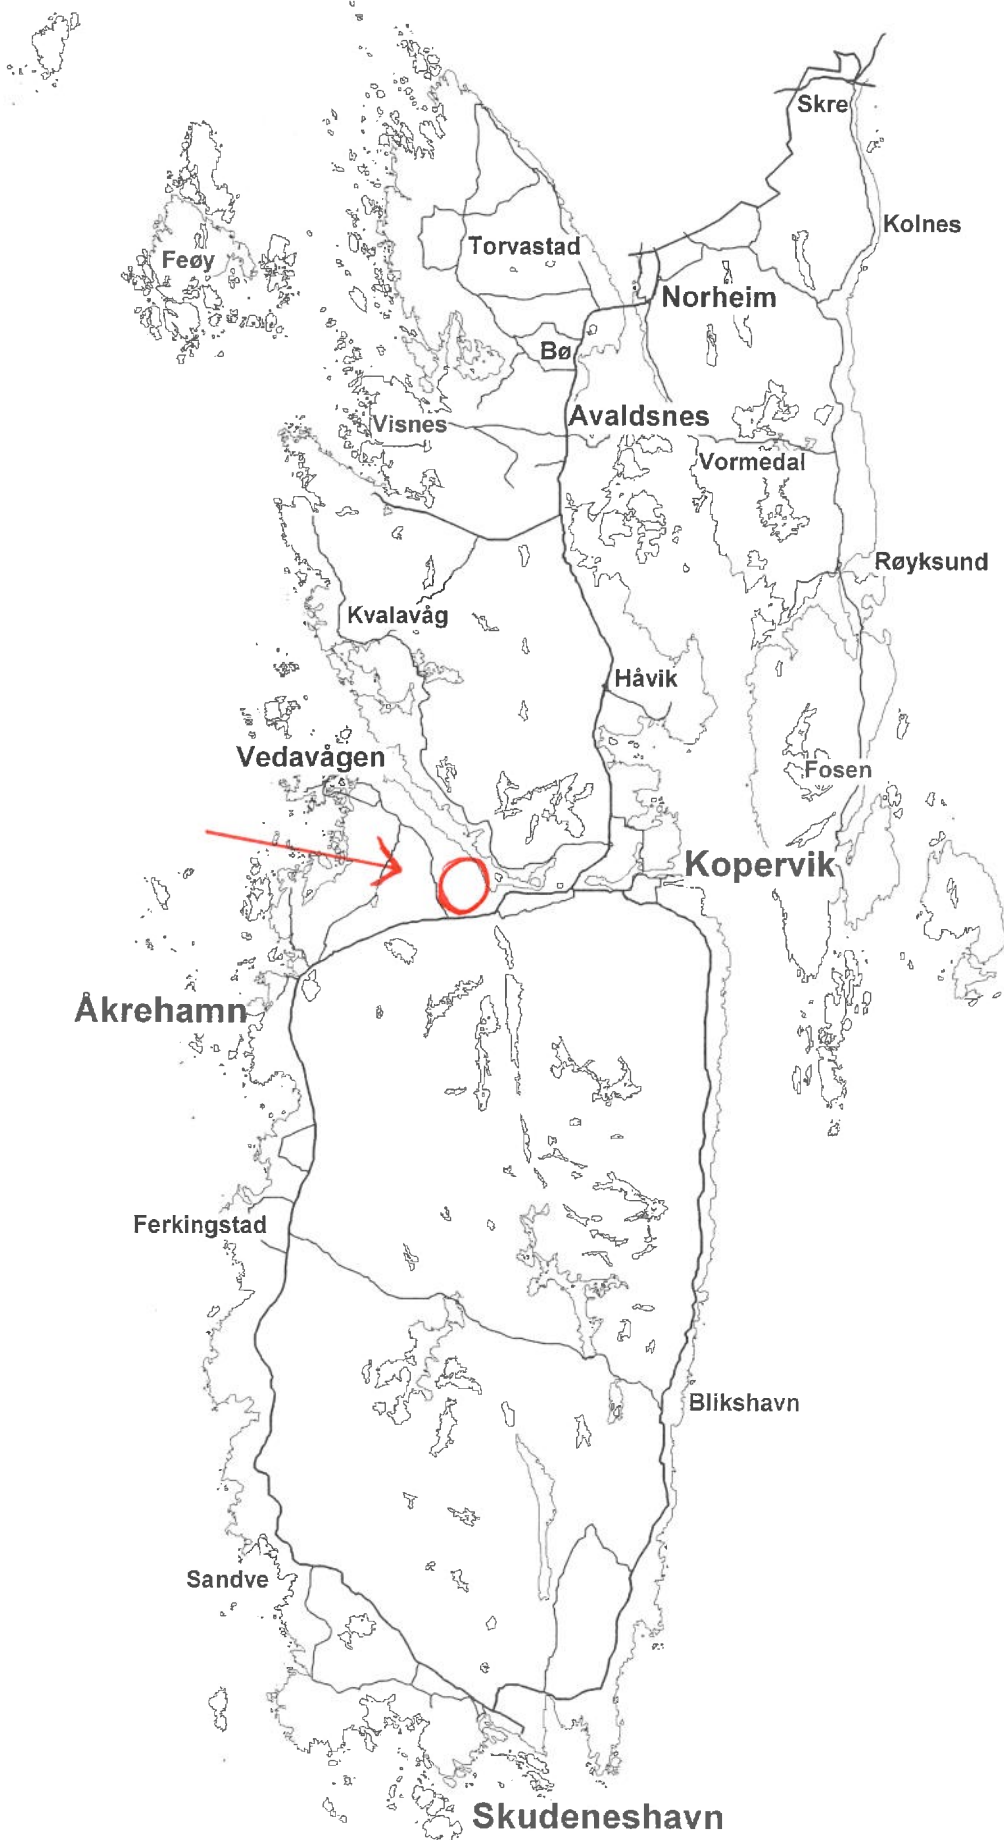 Skre
Kolnes
Torvastad
Feøy
Norheim
Bø
Avaldsnes
Visnes
Vormedal
Røyksund
Kvalavåg
Håvik
Vedavågen
Fosen
Kopervik
Åkrehamn
Ferkingstad
Blikshavn
Sandve
Skudeneshavn